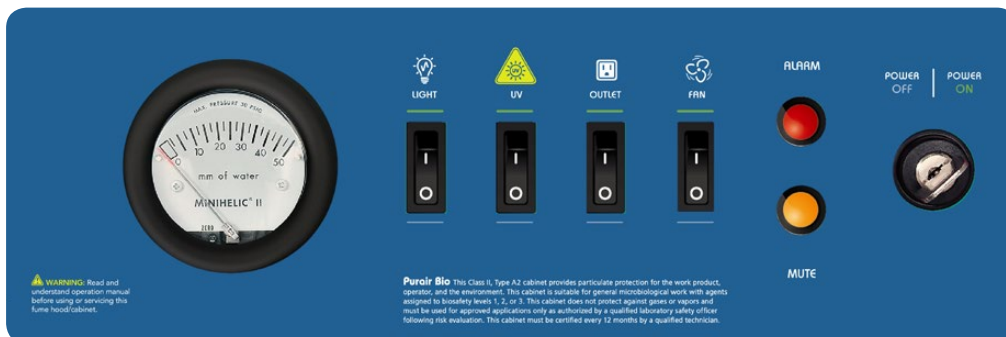 MAX. PRESSURE 30 PSIG
0 10 20 30 40 50
mm of water
MINIHELIC® II
ZERO
LIGHT
UV
UV
OUTLET
FAN
ALARM
MUTE
POWER OFF
POWER ON
WARNING: Read and
understand operation manual
before using or servicing this
fume hood/cabinet.
Purair Bio This Class II, Type A2 cabinet provides particulate protection for the work product,
operator, and the environment. This cabinet is suitable for general microbiological work with agents
assigned to biosafety levels 1, 2, or 3. This cabinet does not protect against gases or vapors and
must be used for approved applications only as authorized by a qualified laboratory safety officer
following risk evaluation. This cabinet must be certified every 12 months by a qualified technician.